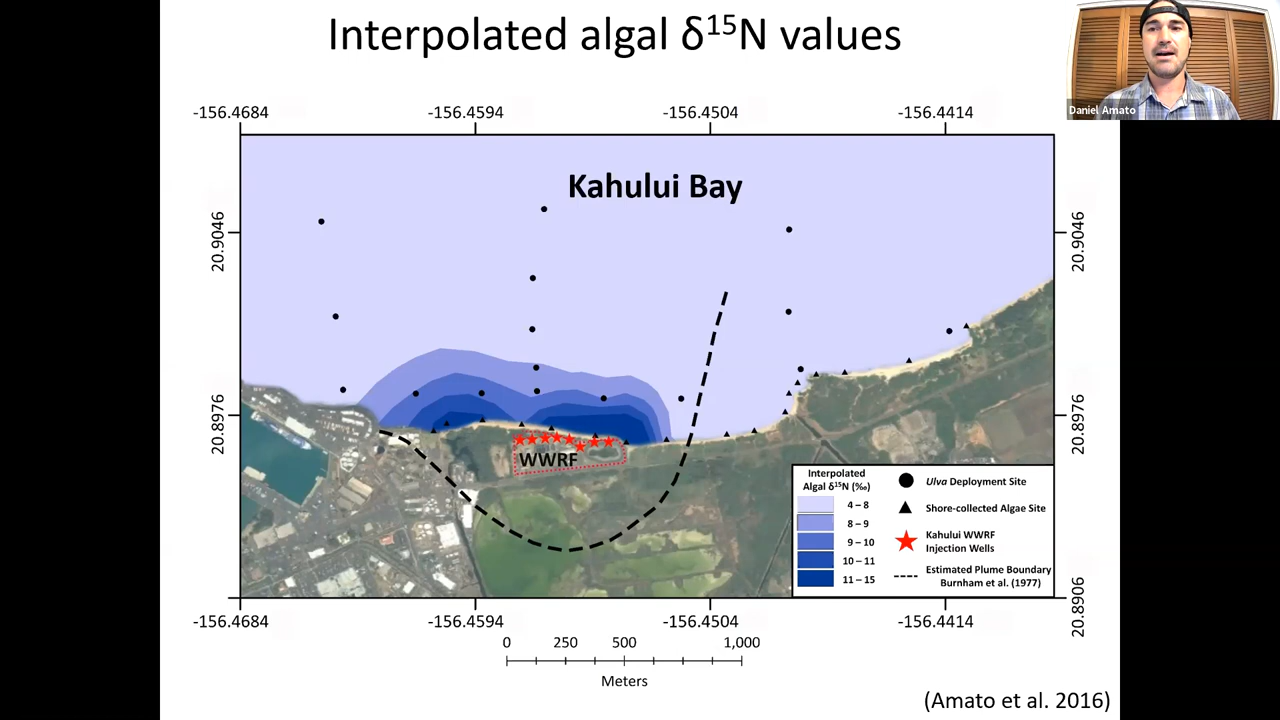 Interpolated algal δ¹⁵N values
Daniel Amato
-156.4684 -156.4594 -156.4504 -156.4414
Kahului Bay
20.9046 20.9046
20.8976 20.8976
WWRF
Interpolated
Algal δ¹⁵N (‰)
4 – 8
8 – 9
9 – 10
10 – 11
11 – 15
Ulva Deployment Site
Shore-collected Algae Site
Kahului WWRF
Injection Wells
Estimated Plume Boundary
Burnham et al. (1977)
20.8906
-156.4684 -156.4594 -156.4504 -156.4414
0 250 500 1,000
Meters
(Amato et al. 2016)